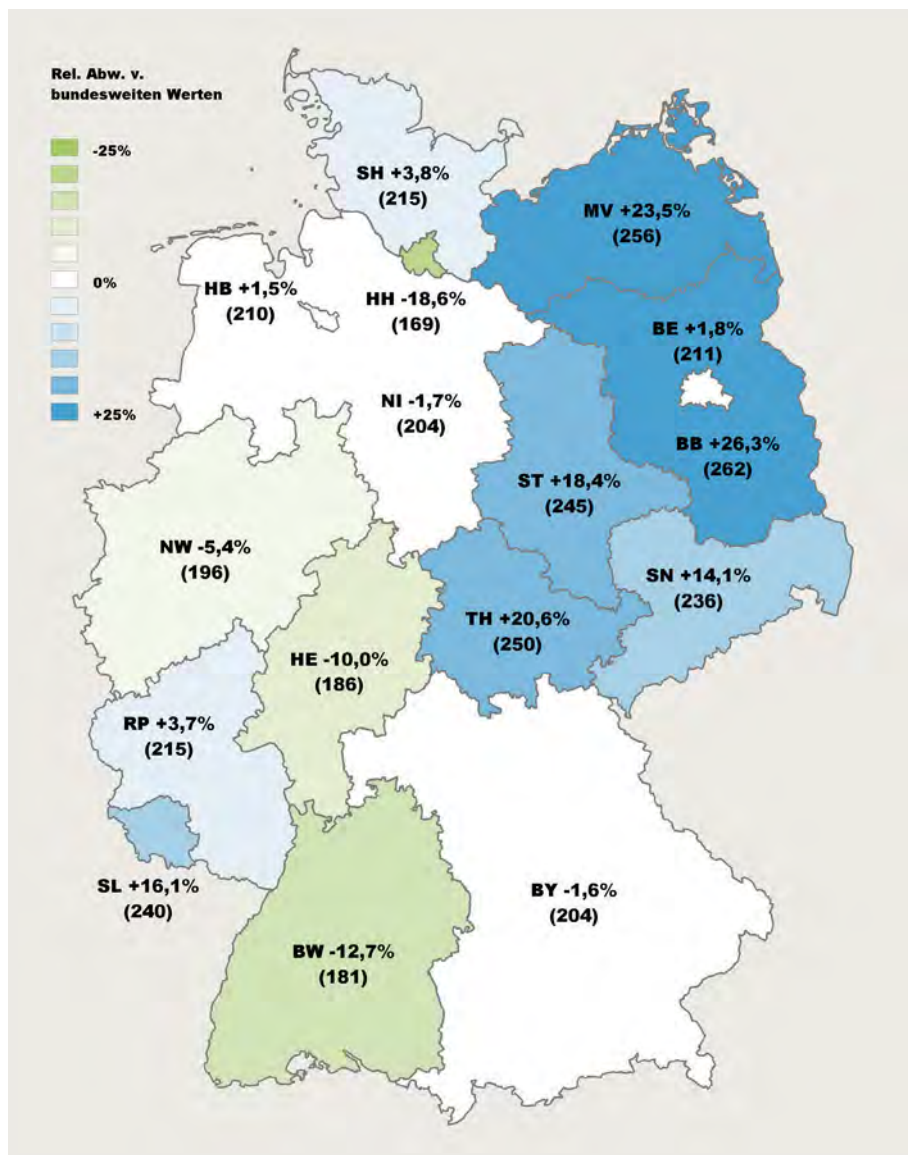 Rel. Abw. v.
bundesweiten Werten
-25%
0%
+25%
SH +3,8%
(215)
MV +23,5%
(256)
HB +1,5%
(210)
HH -18,6%
(169)
BE +1,8%
(211)
NI -1,7%
(204)
BB +26,3%
(262)
ST +18,4%
(245)
NW -5,4%
(196)
SN +14,1%
(236)
TH +20,6%
(250)
HE -10,0%
(186)
RP +3,7%
(215)
SL +16,1%
(240)
BY -1,6%
(204)
BW -12,7%
(181)